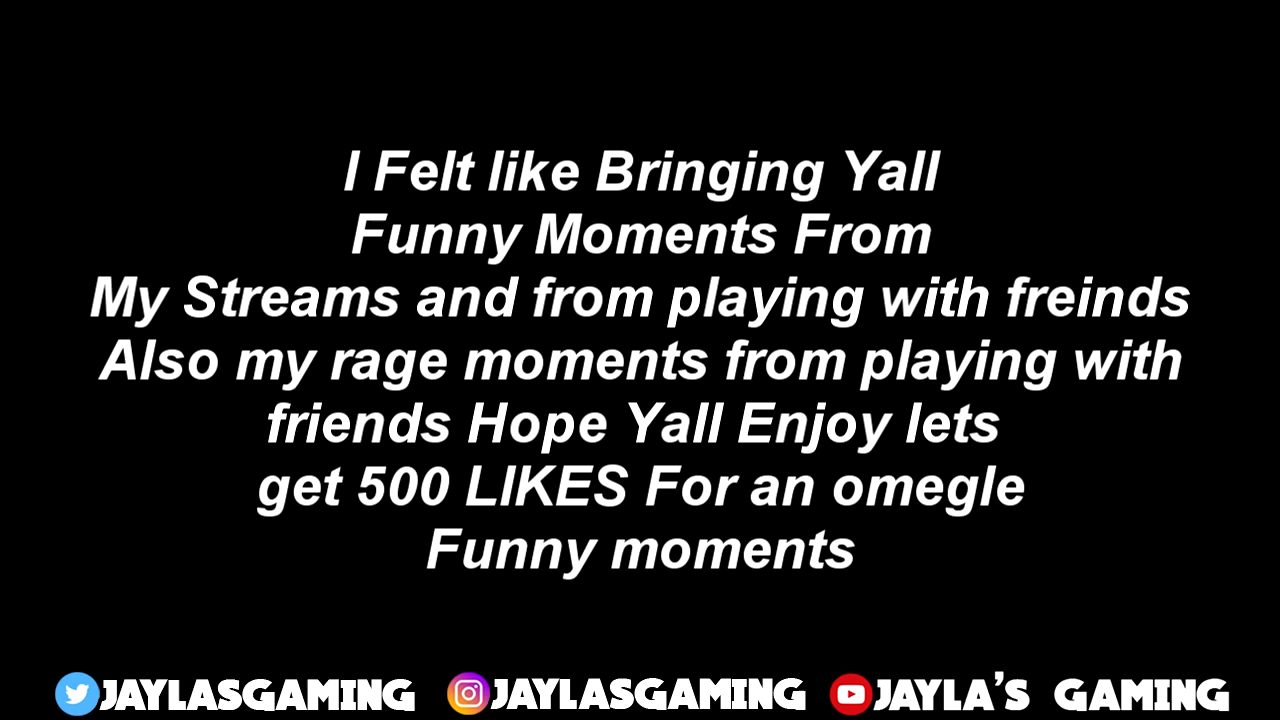 I Felt like Bringing Yall
Funny Moments From
My Streams and from playing with freinds
Also my rage moments from playing with
friends Hope Yall Enjoy lets
get 500 LIKES For an omegle
Funny moments
JAYLASGAMING JAYLASGAMING JAYLA'S GAMING